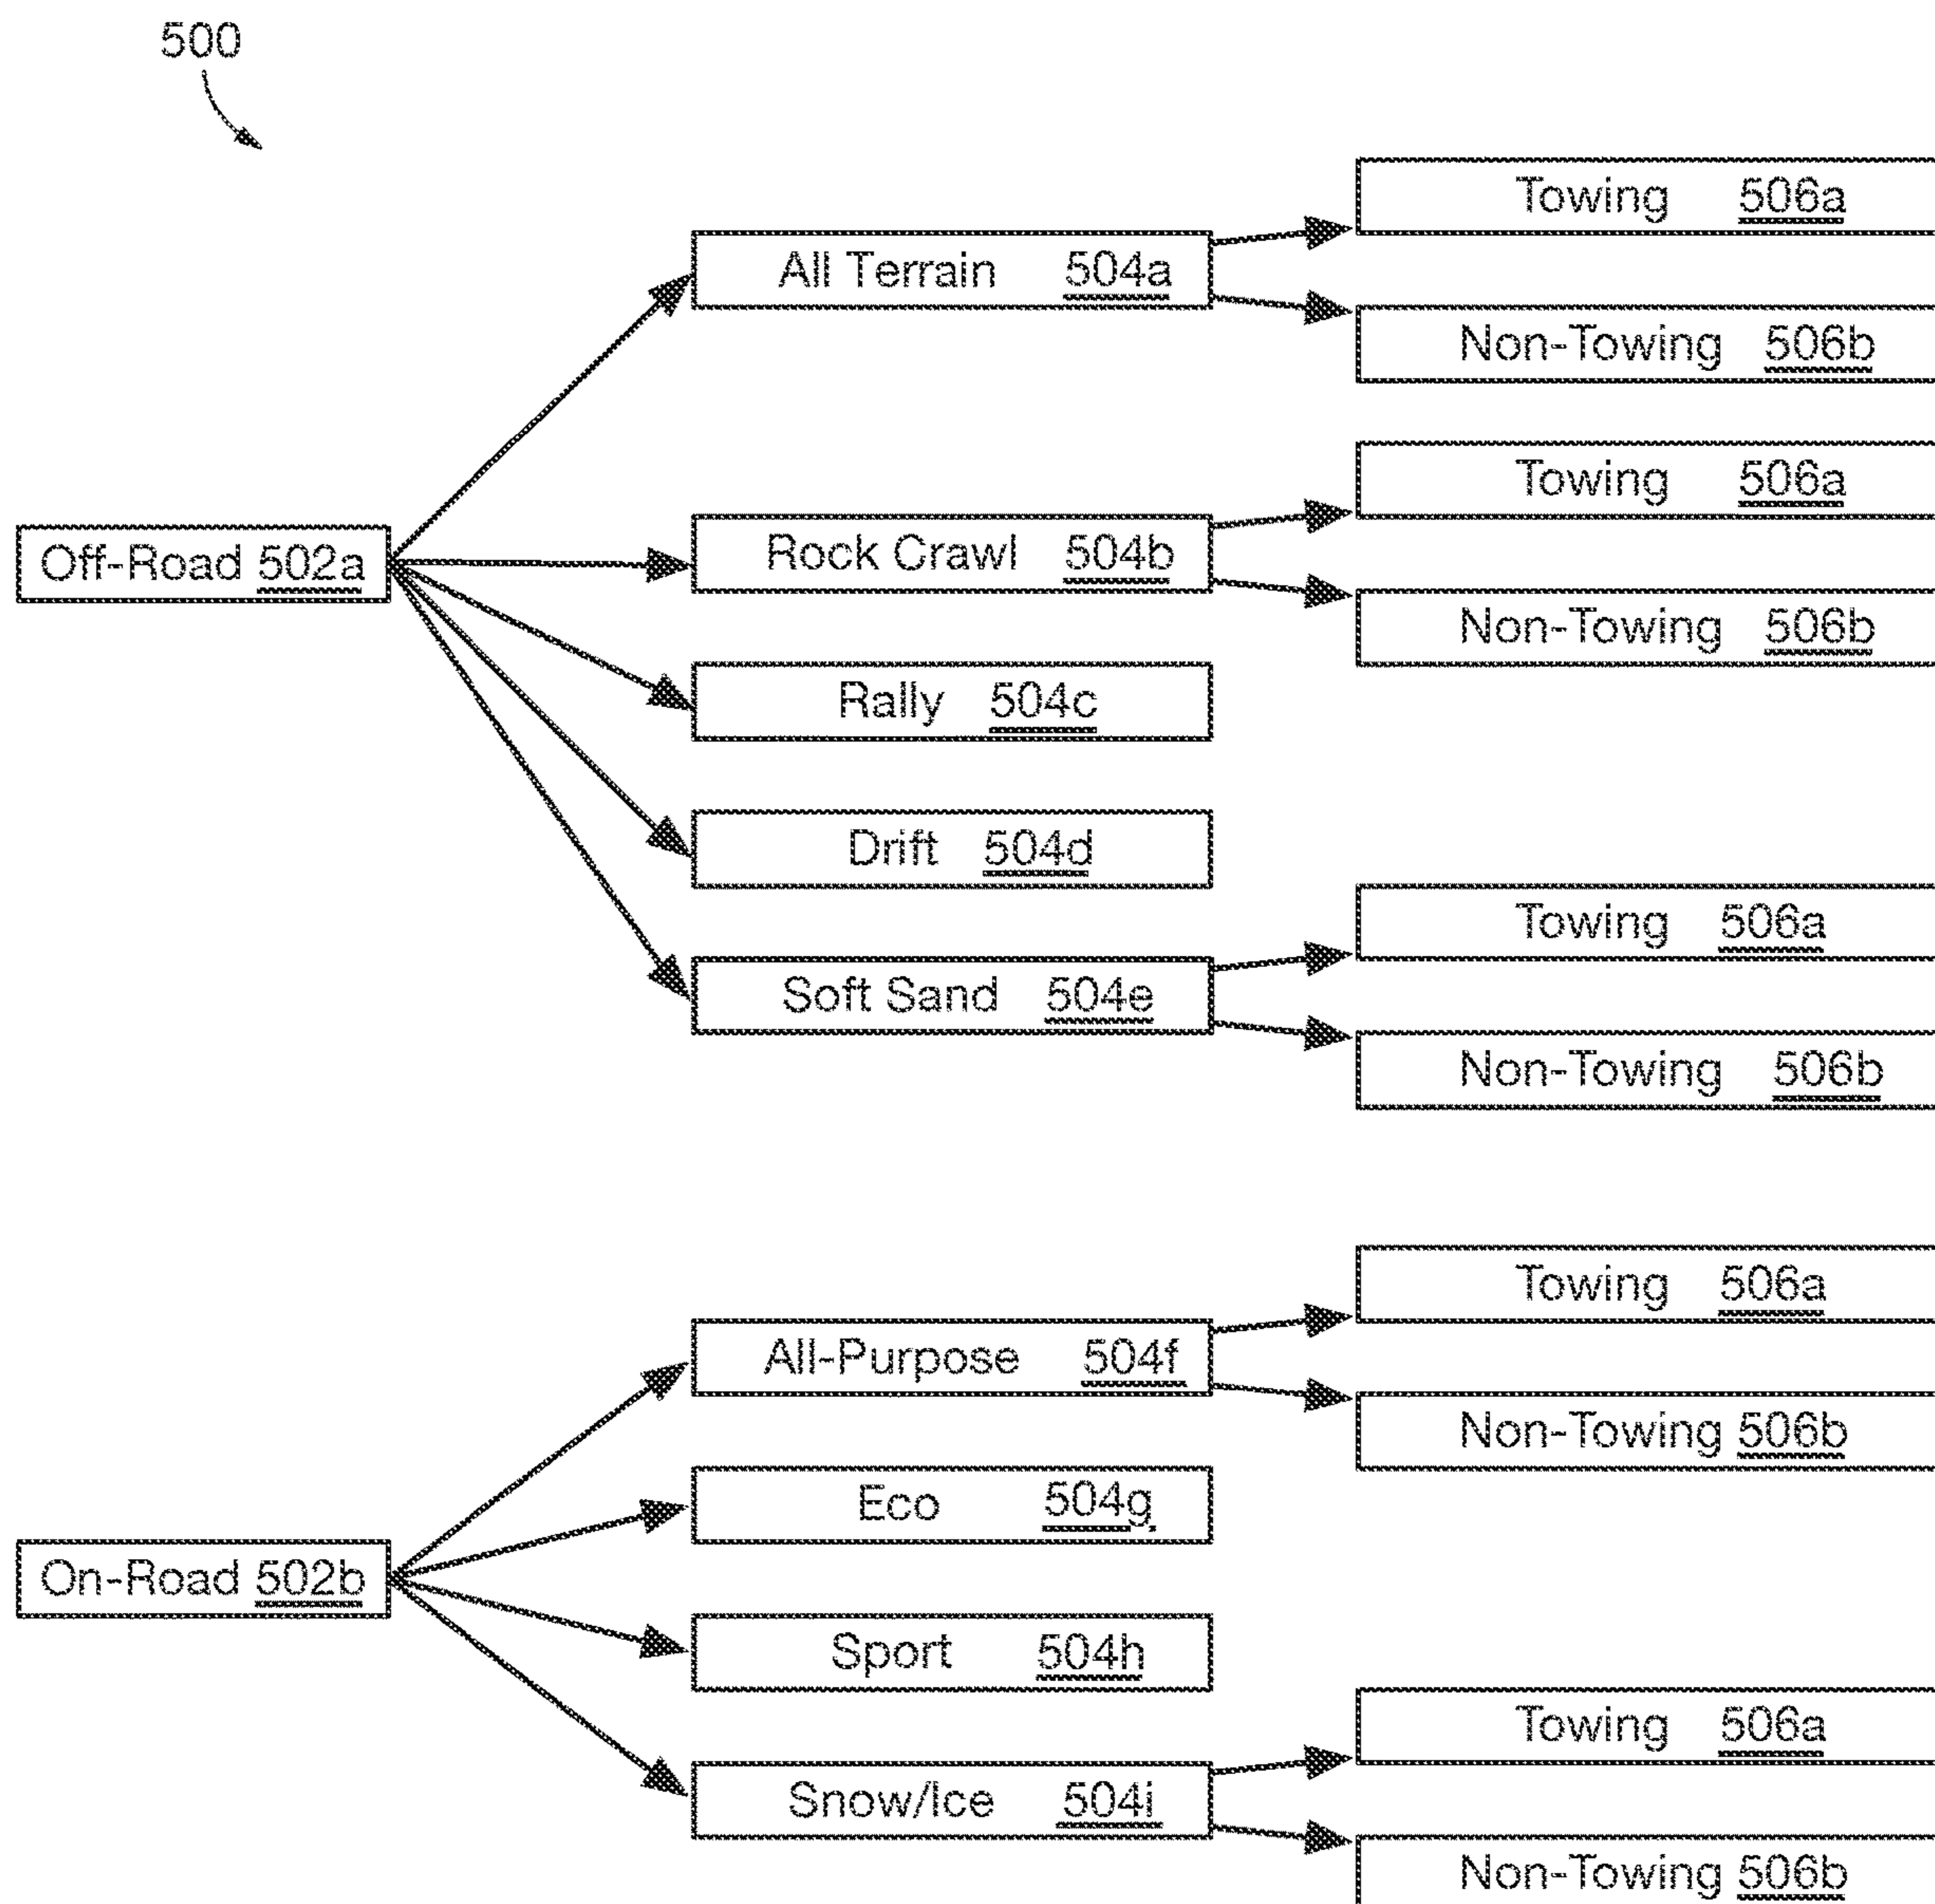 500
Towing 506a
All Terrain 504a
Non-Towing 506b
Towing 506a
Off-Road 502a
Rock Crawl 504b
Non-Towing 506b
Rally 504c
Drift 504d
Towing 506a
Soft Sand 504e
Non-Towing 506b
Towing 506a
All-Purpose 504f
Non-Towing 506b
Eco 504g
On-Road 502b
Sport 504h
Towing 506a
Snow/Ice 504i
Non-Towing 506b